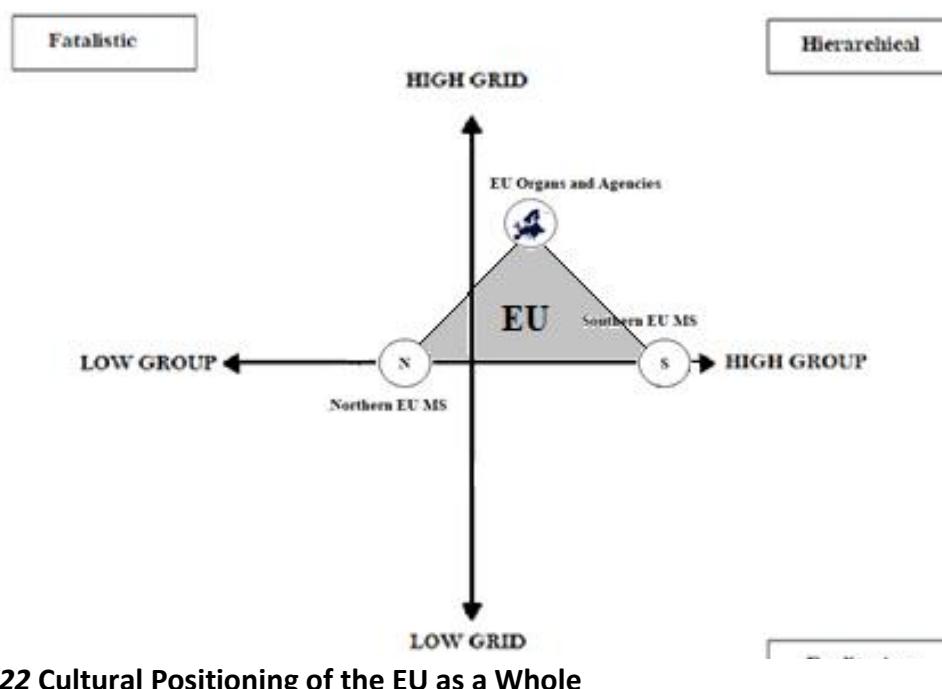 Fatalistic
Hierarchical
HIGH GRID
EU Organs and Agencies
EU
Southern EU MS
LOW GROUP
N
S
HIGH GROUP
Northern EU MS
LOW GRID
22 Cultural Positioning of the EU as a Whole